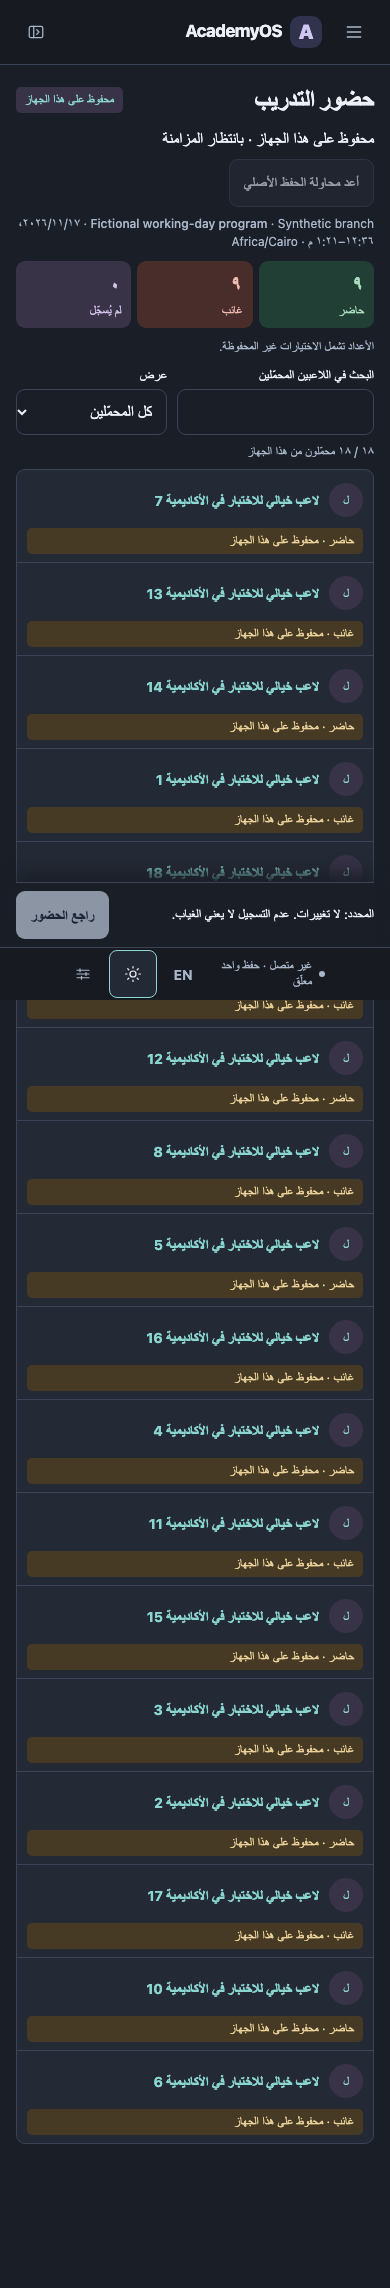 AcademyOS A
حضور التدريب
محفوظ على هذا الجهاز
محفوظ على هذا الجهاز · بانتظار المزامنة
أعد محاولة الحفظ الأصلي
Fictional working-day program · Synthetic branch · ٢٠٢٦/١١/١٧،
١٢:٣٦–١:٢١ م · Africa/Cairo
٩
حاضر
٩
غائب
٠
لم يُسجّل
الأعداد تشمل الاختيارات غير المحفوظة.
البحث في اللاعبين المحمّلين
عرض
كل المحمّلين
١٨ / ١٨ محمّلون من هذا الجهاز
ل
لاعب خيالي للاختبار في الأكاديمية 7
حاضر · محفوظ على هذا الجهاز
ل
لاعب خيالي للاختبار في الأكاديمية 13
غائب · محفوظ على هذا الجهاز
ل
لاعب خيالي للاختبار في الأكاديمية 14
حاضر · محفوظ على هذا الجهاز
ل
لاعب خيالي للاختبار في الأكاديمية 1
غائب · محفوظ على هذا الجهاز
ل
لاعب خيالي للاختبار في الأكاديمية 18
المحدد: لا تغييرات. عدم التسجيل لا يعني الغياب.
راجع الحضور
غير متصل · حفظ واحد
معلّق
EN
غائب · محفوظ على هذا الجهاز
ل
لاعب خيالي للاختبار في الأكاديمية 12
حاضر · محفوظ على هذا الجهاز
ل
لاعب خيالي للاختبار في الأكاديمية 8
غائب · محفوظ على هذا الجهاز
ل
لاعب خيالي للاختبار في الأكاديمية 5
حاضر · محفوظ على هذا الجهاز
ل
لاعب خيالي للاختبار في الأكاديمية 16
غائب · محفوظ على هذا الجهاز
ل
لاعب خيالي للاختبار في الأكاديمية 4
حاضر · محفوظ على هذا الجهاز
ل
لاعب خيالي للاختبار في الأكاديمية 11
غائب · محفوظ على هذا الجهاز
ل
لاعب خيالي للاختبار في الأكاديمية 15
حاضر · محفوظ على هذا الجهاز
ل
لاعب خيالي للاختبار في الأكاديمية 3
غائب · محفوظ على هذا الجهاز
ل
لاعب خيالي للاختبار في الأكاديمية 2
حاضر · محفوظ على هذا الجهاز
ل
لاعب خيالي للاختبار في الأكاديمية 17
غائب · محفوظ على هذا الجهاز
ل
لاعب خيالي للاختبار في الأكاديمية 10
حاضر · محفوظ على هذا الجهاز
ل
لاعب خيالي للاختبار في الأكاديمية 6
غائب · محفوظ على هذا الجهاز